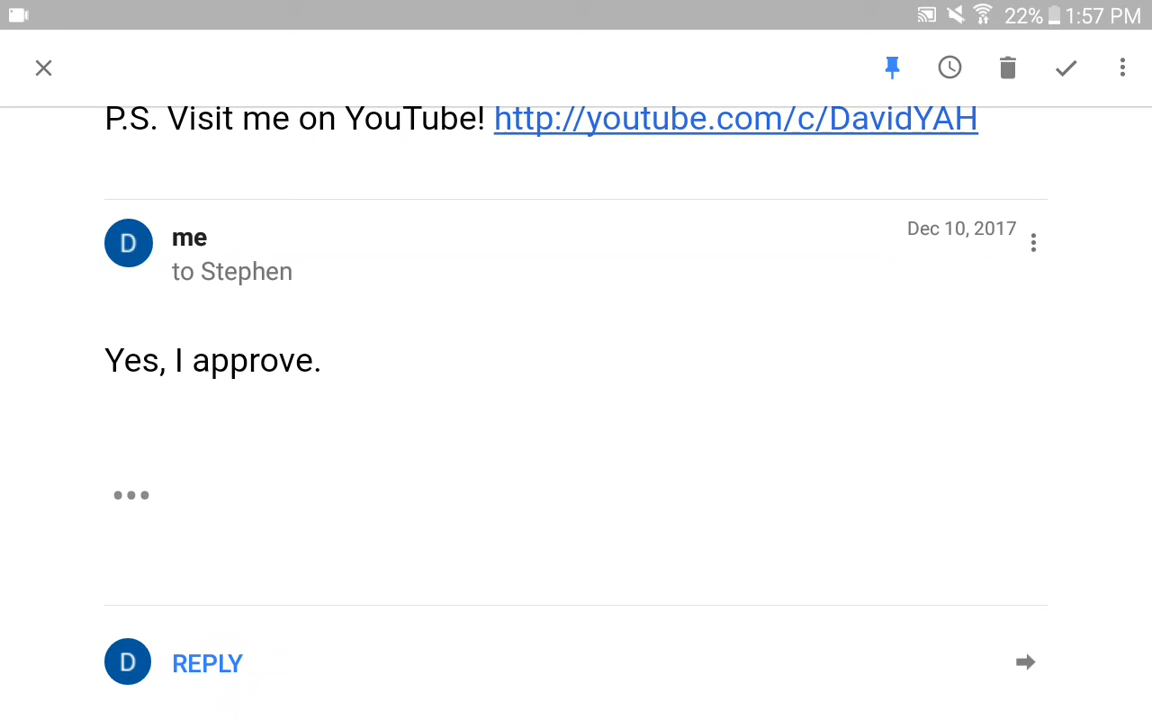 22% 1:57 PM
P.S. Visit me on YouTube! http://youtube.com/c/DavidYAH
D
me
Dec 10, 2017
to Stephen
Yes, I approve.
D
REPLY